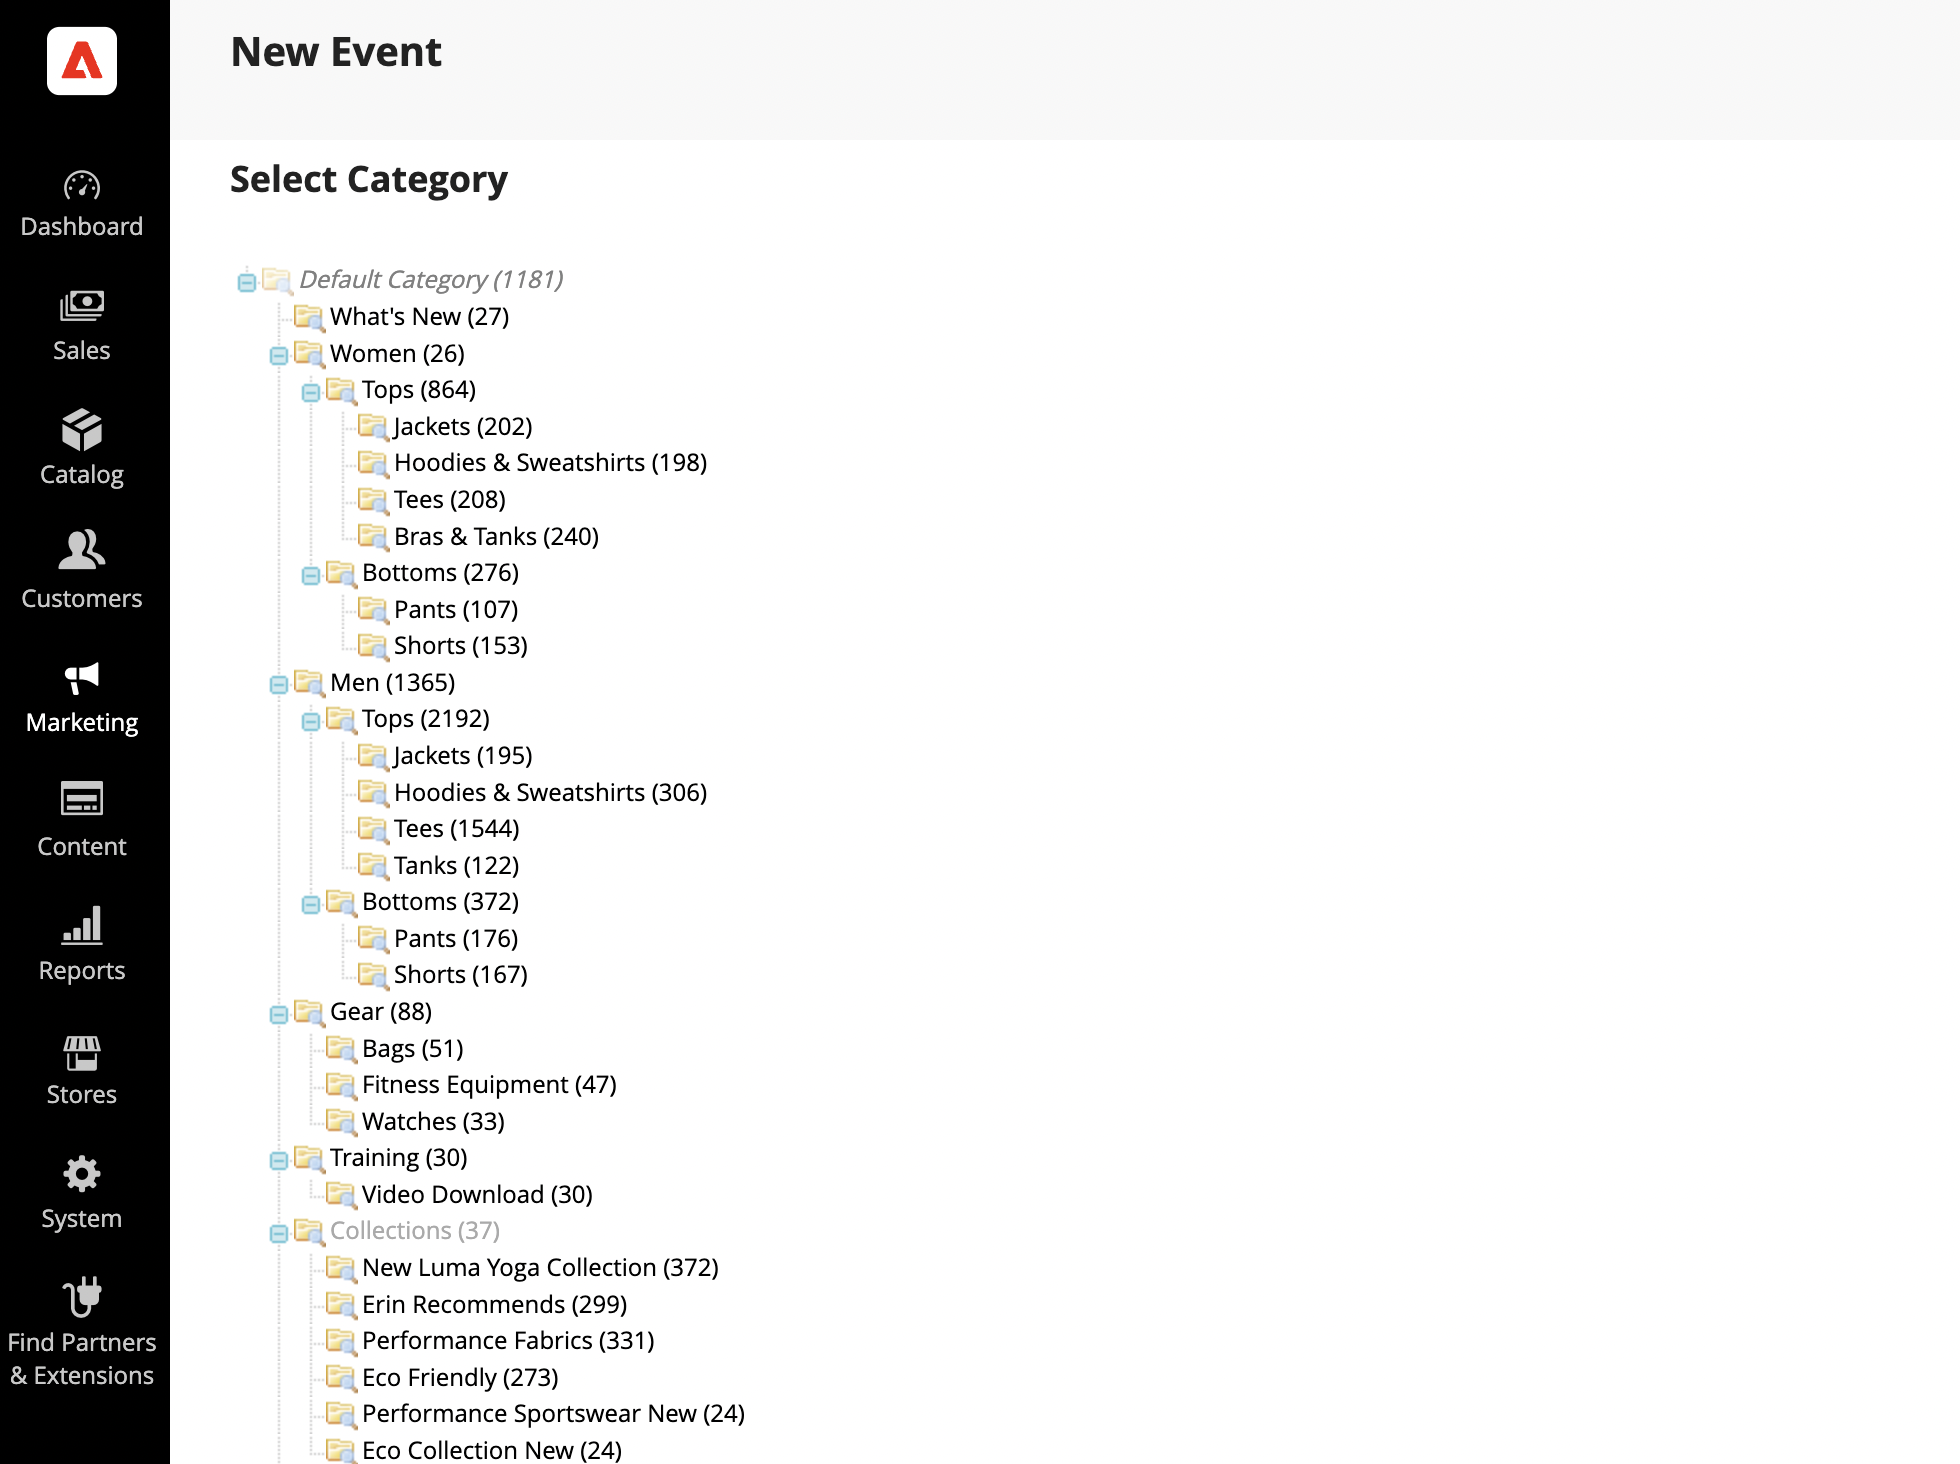 New Event
Select Category
Dashboard
Sales
Catalog
Customers
Marketing
Content
Reports
Stores
System
Find Partners
& Extensions
Default Category (1181)
What's New (27)
Women (26)
Tops (864)
Jackets (202)
Hoodies & Sweatshirts (198)
Tees (208)
Bras & Tanks (240)
Bottoms (276)
Pants (107)
Shorts (153)
Men (1365)
Tops (2192)
Jackets (195)
Hoodies & Sweatshirts (306)
Tees (1544)
Tanks (122)
Bottoms (372)
Pants (176)
Shorts (167)
Gear (88)
Bags (51)
Fitness Equipment (47)
Watches (33)
Training (30)
Video Download (30)
Collections (37)
New Luma Yoga Collection (372)
Erin Recommends (299)
Performance Fabrics (331)
Eco Friendly (273)
Performance Sportswear New (24)
Eco Collection New (24)